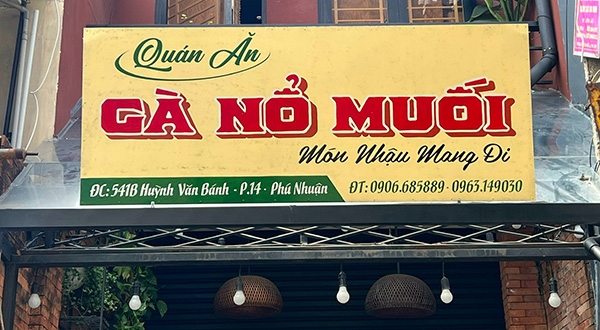 Quán Ăn
GÀ NỔ MUỐI
Món Nhậu Mang Đi
ĐC: 541B Huỳnh Văn Bánh - P.14 - Phú Nhuận ĐT: 0906.685889 - 0963.149030